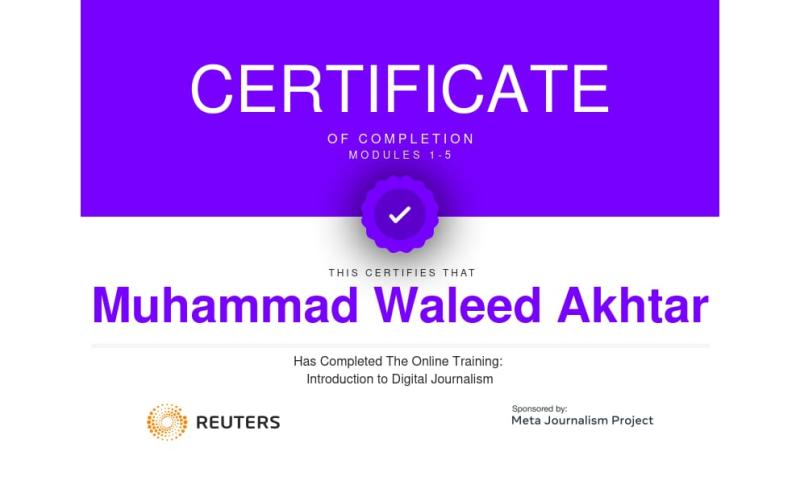 CERTIFICATE
OF COMPLETION
MODULES 1-5
THIS CERTIFIES THAT
Muhammad Waleed Akhtar
Has Completed The Online Training:
Introduction to Digital Journalism
REUTERS
Sponsored by:
Meta Journalism Project